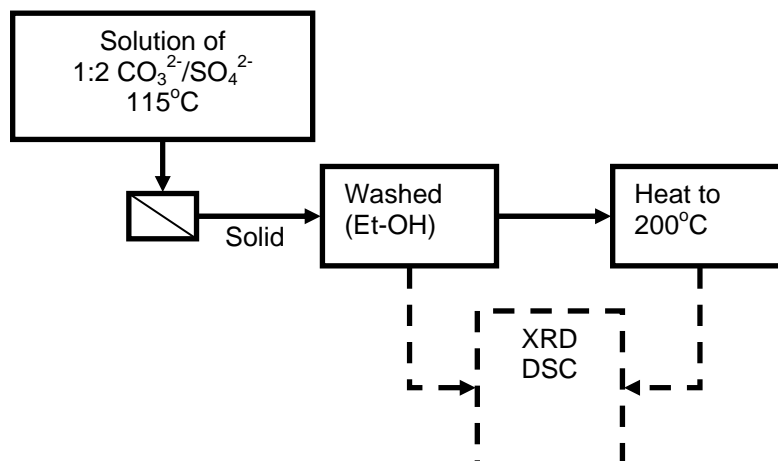 Solution of
1:2 CO₃²⁻/SO₄²⁻
115°C
Solid
Washed
(Et-OH)
Heat to
200°C
XRD
DSC